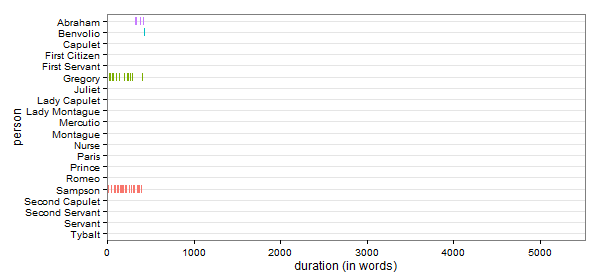 Abraham
Benvolio
Capulet
First Citizen
First Servant
Gregory
Juliet
Lady Capulet
Lady Montague
Mercutio
Montague
Nurse
Paris
Prince
Romeo
Sampson
Second Capulet
Second Servant
Servant
Tybalt
person
0 1000 2000 3000 4000 5000
duration (in words)